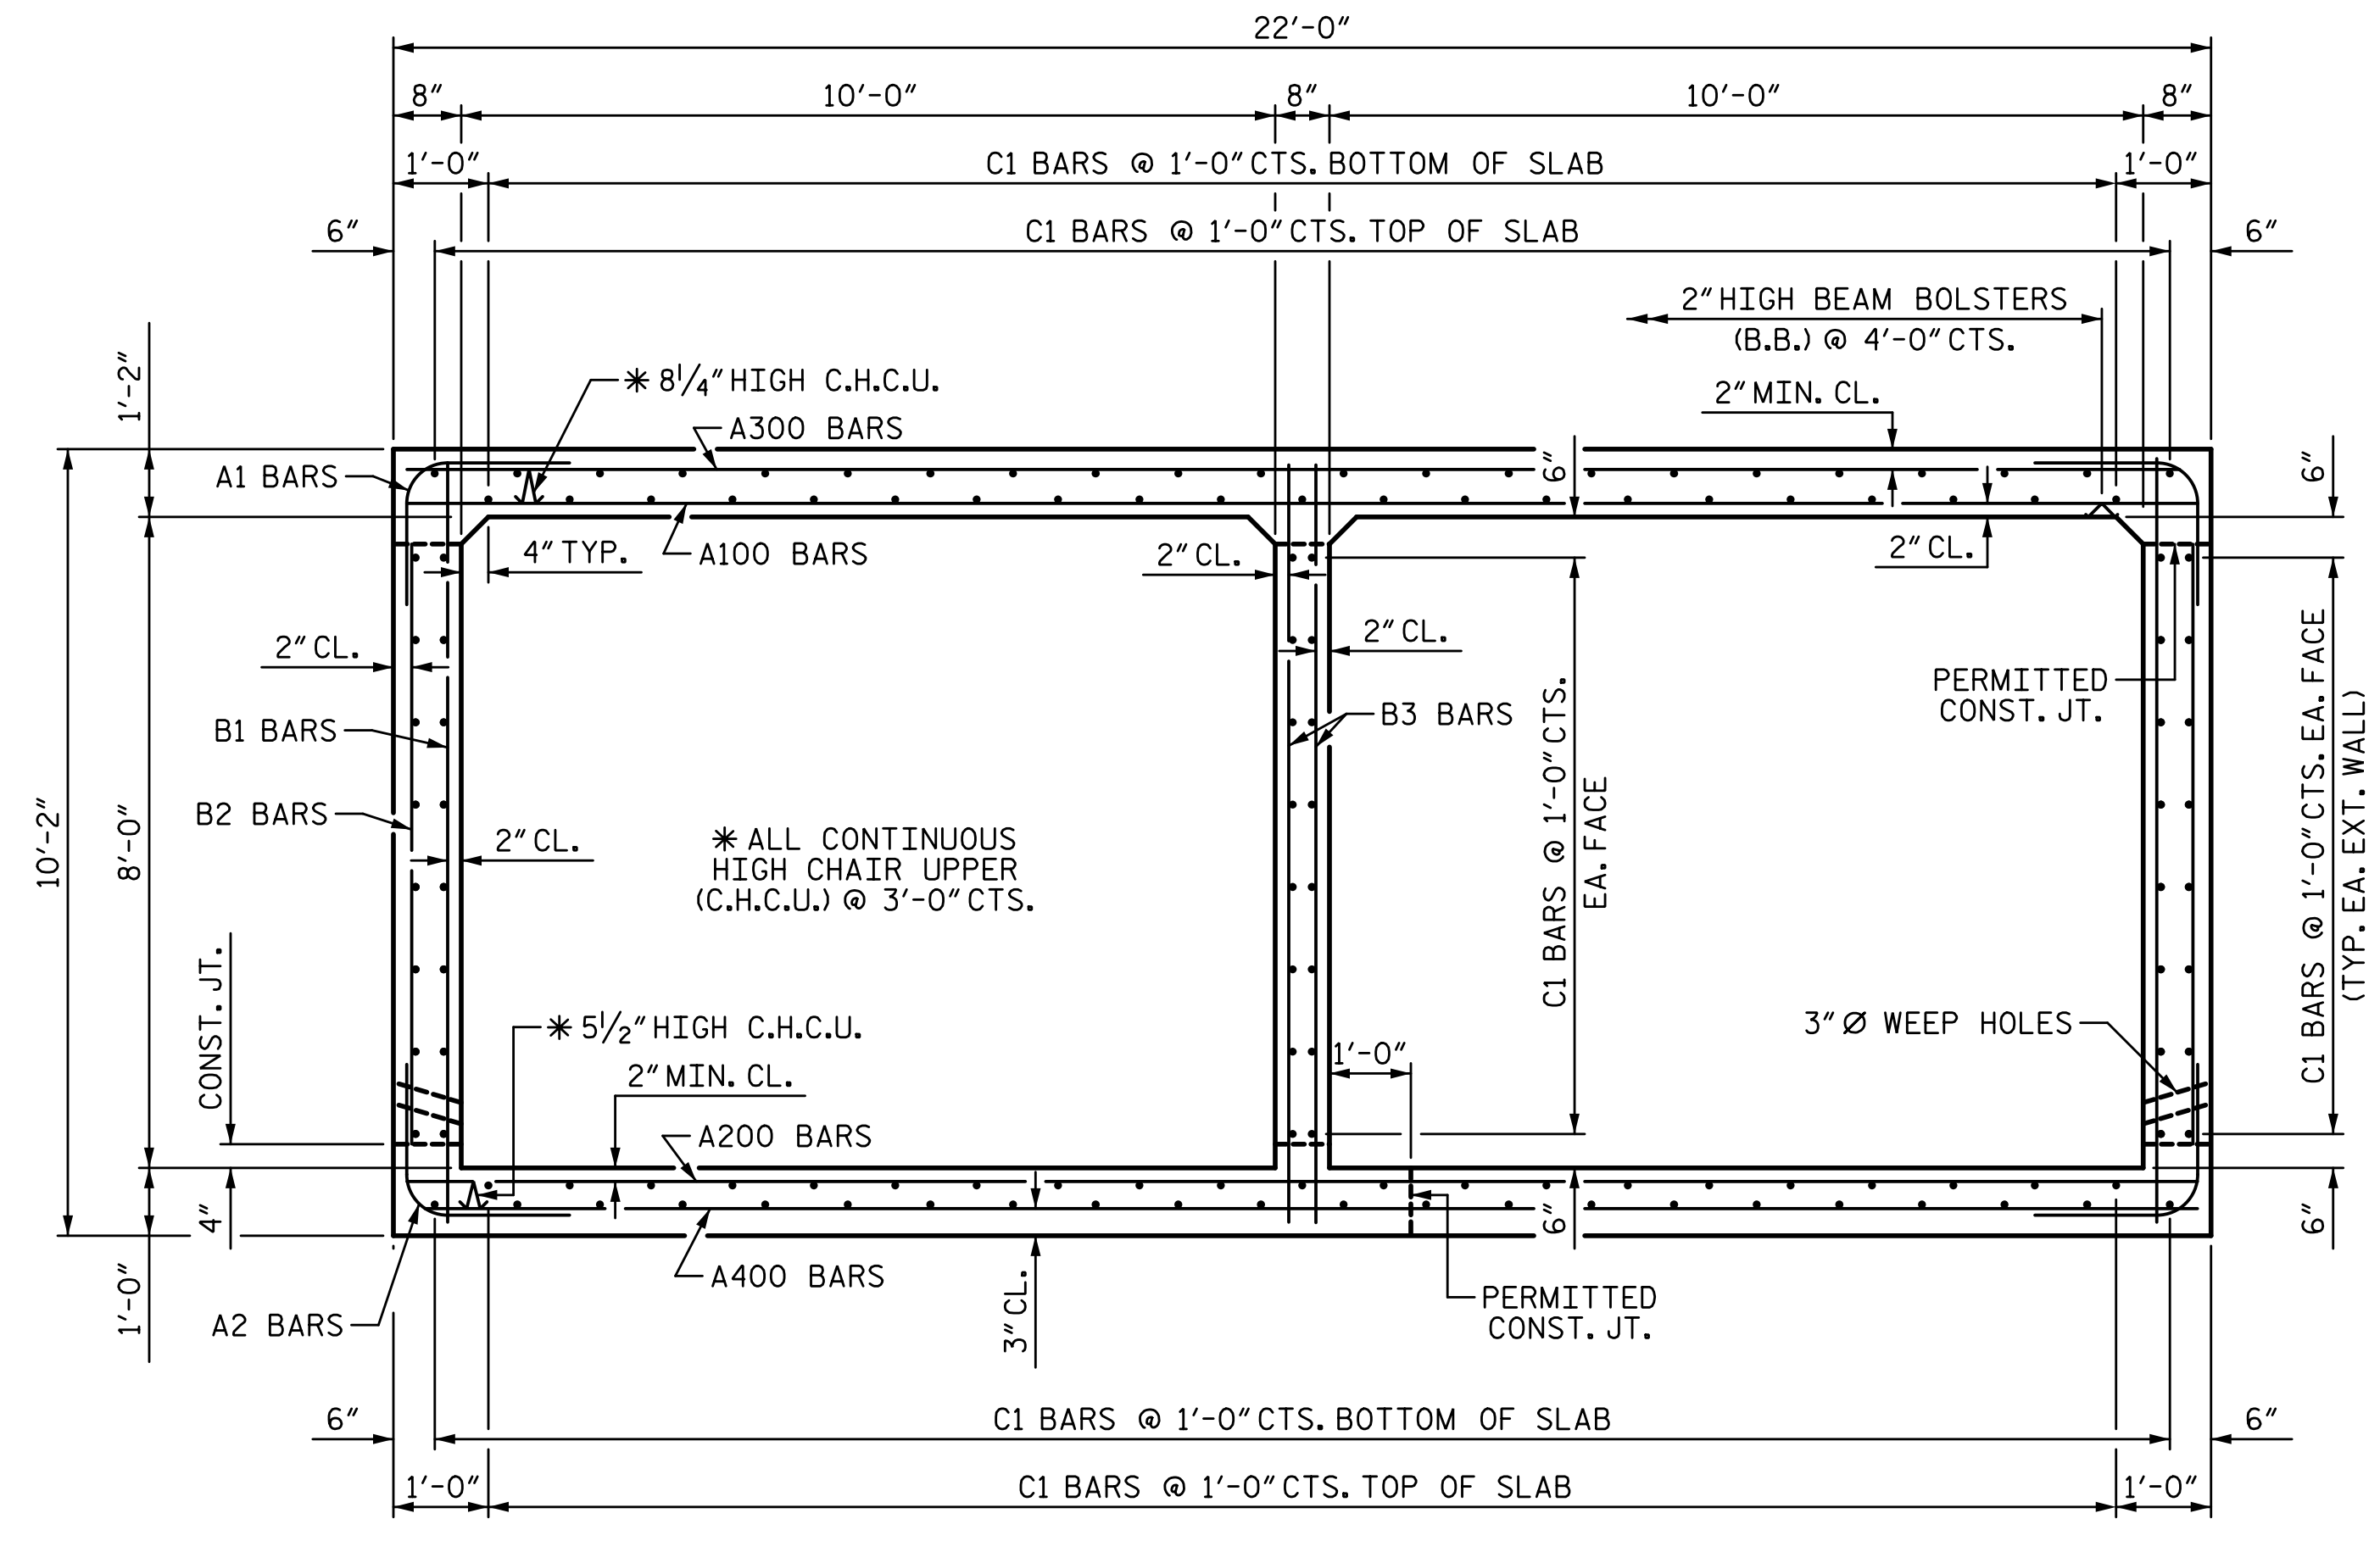 22'-0"
8"
10'-0"
8"
10'-0"
8"
1'-0"
C1 BARS @ 1'-0" CTS. BOTTOM OF SLAB
1'-0"
6"
C1 BARS @ 1'-0" CTS. TOP OF SLAB
6"
2" HIGH BEAM BOLSTERS
(B.B.) @ 4'-0" CTS.
1'-2"
✳ 8 1/4" HIGH C.H.C.U.
2" MIN. CL.
A300 BARS
A1 BARS
6"
6"
4" TYP.
A100 BARS
2" CL.
2" CL.
2" CL.
2" CL.
PERMITTED
CONST. JT.
B1 BARS
B3 BARS
B2 BARS
2" CL.
10'-2"
8'-0"
✳ ALL CONTINUOUS
HIGH CHAIR UPPER
(C.H.C.U.) @ 3'-0" CTS.
C1 BARS @ 1'-0" CTS.
EA. FACE
C1 BARS @ 1'-0" CTS. EA. FACE
(TYP. EA. EXT. WALL)
CONST. JT.
✳ 5 1/2" HIGH C.H.C.U.
3" Ø WEEP HOLES
1'-0"
2" MIN. CL.
A200 BARS
4"
6"
6"
1'-0"
A400 BARS
A2 BARS
3" CL.
PERMITTED
CONST. JT.
6"
C1 BARS @ 1'-0" CTS. BOTTOM OF SLAB
6"
1'-0"
C1 BARS @ 1'-0" CTS. TOP OF SLAB
1'-0"